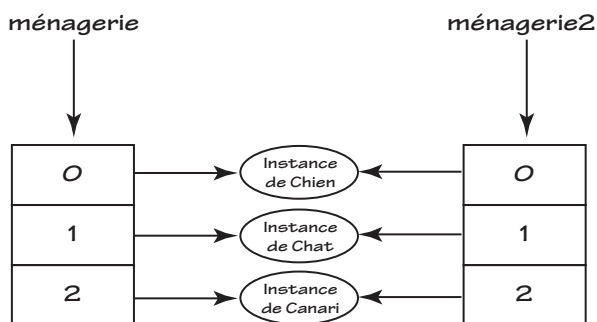 ménagerie
ménagerie2
0
Instance
de Chien
0
1
Instance
de Chat
1
2
Instance
de Canari
2